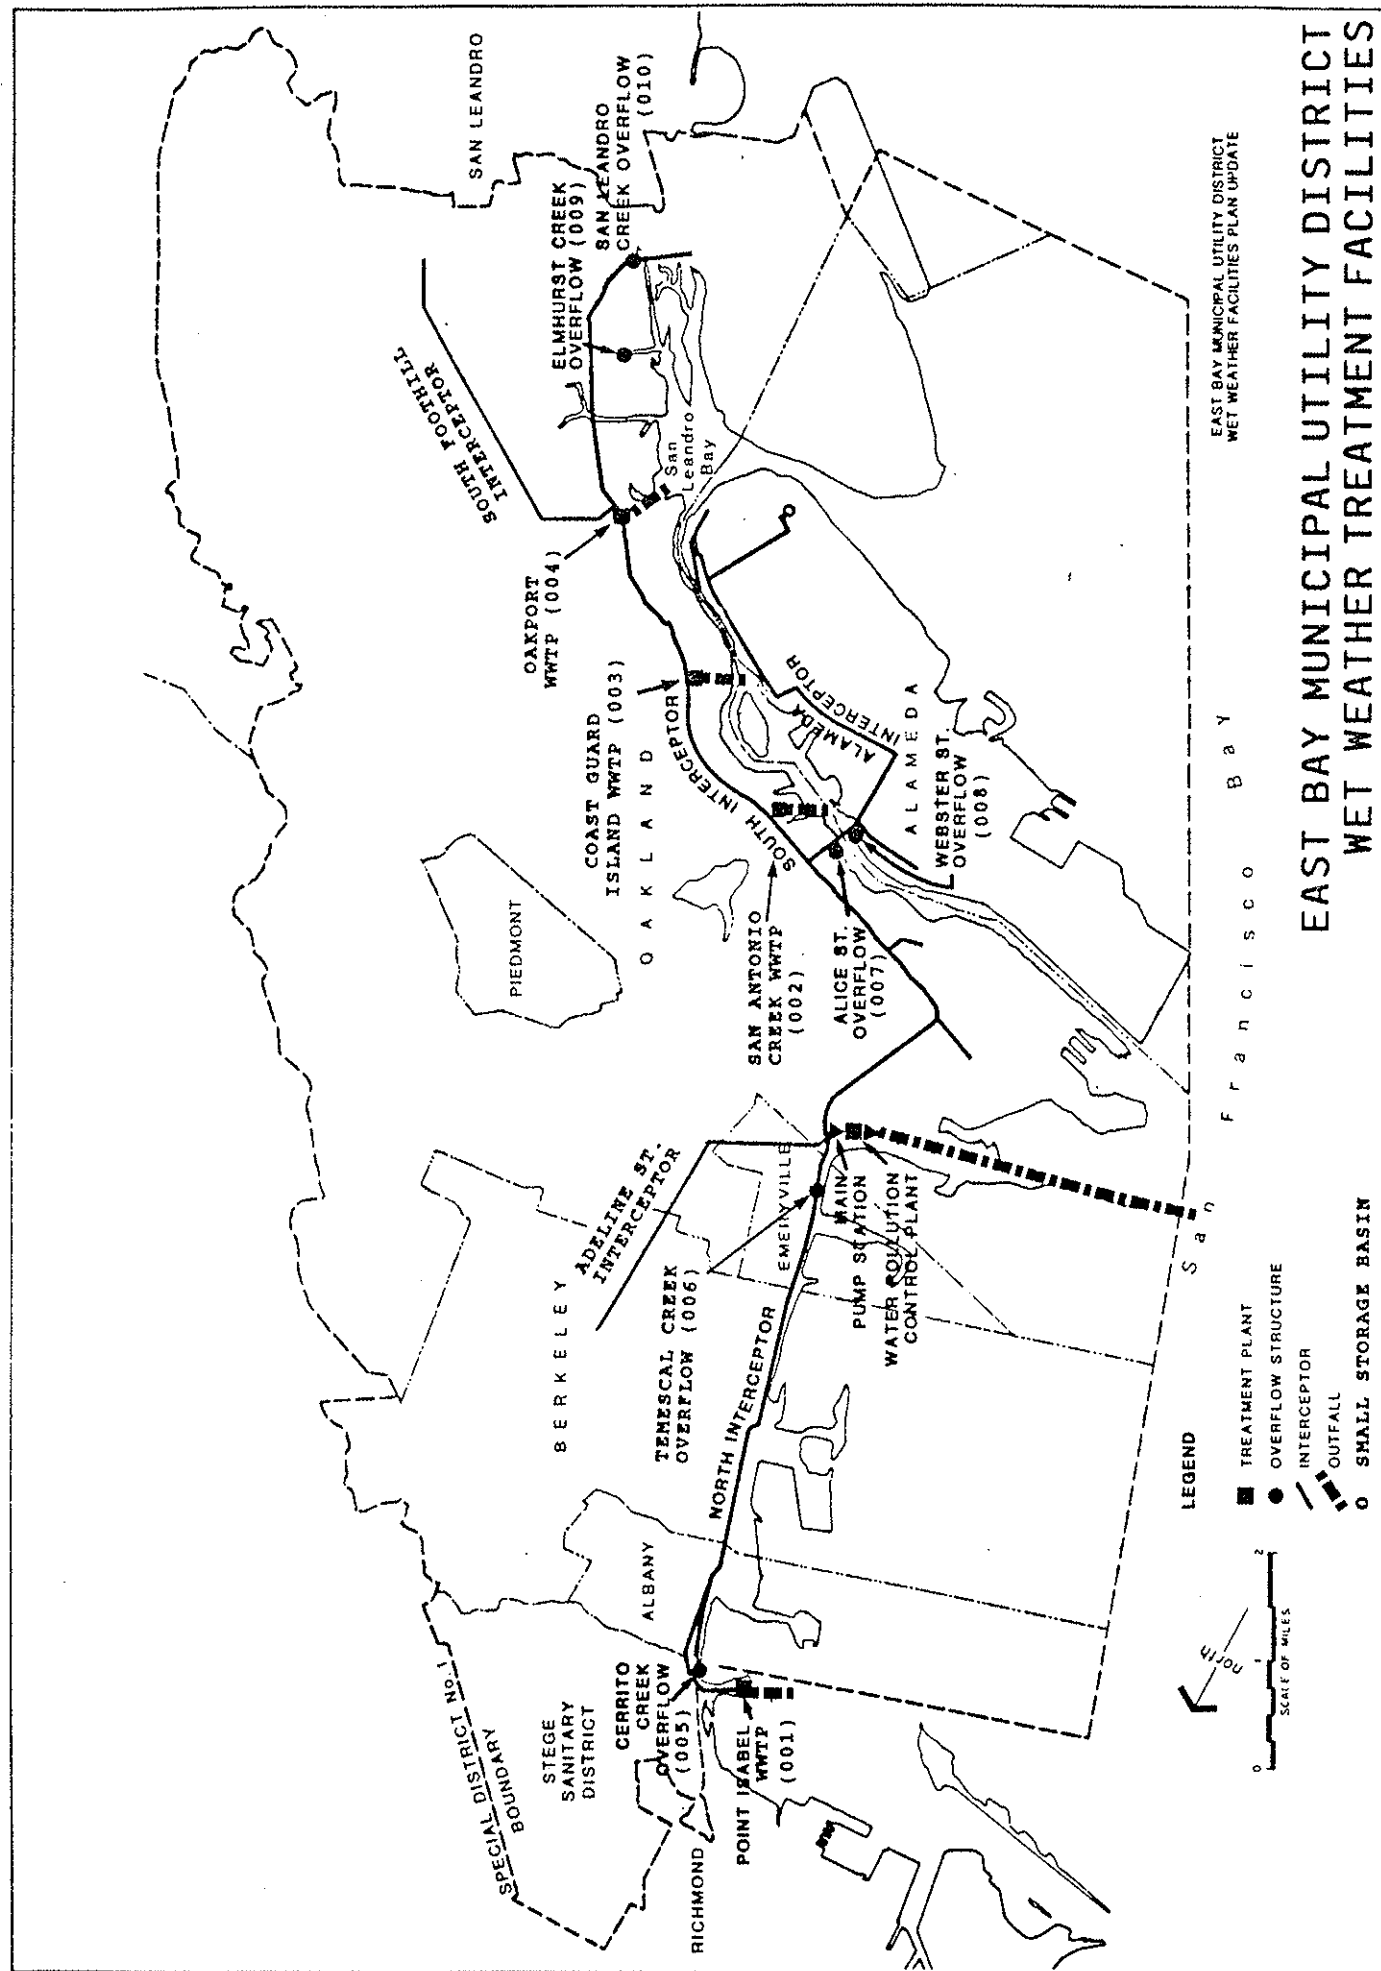 SPECIAL DISTRICT No. 1
BOUNDARY
STEGE
SANITARY
DISTRICT
CERRITO
CREEK
OVERFLOW
(005)
RICHMOND
POINT ISABEL
WWTP
(001)
ALBANY
BERKELEY
NORTH INTERCEPTOR
TEMESCAL CREEK
OVERFLOW (006)
ADELINE ST.
INTERCEPTOR
EMERYVILLE
MAIN
PUMP STATION
WATER POLLUTION
CONTROL PLANT
PIEDMONT
OAKLAND
SAN ANTONIO
CREEK WWTP
(002)
ALICE ST.
OVERFLOW
(007)
SOUTH INTERCEPTOR
COAST GUARD
ISLAND WWTP (003)
WEBSTER ST.
OVERFLOW
(008)
ALAMEDA
ALAMEDA
INTERCEPTOR
OAKPORT
WWTP (004)
SOUTH FOOTHILL
INTERCEPTOR
San
Leandro
Bay
ELMHURST CREEK
OVERFLOW (009)
SAN LEANDRO
CREEK OVERFLOW
(010)
SAN LEANDRO
San Francisco Bay
north
0 1 2
SCALE OF MILES
LEGEND
TREATMENT PLANT
OVERFLOW STRUCTURE
INTERCEPTOR
OUTFALL
SMALL STORAGE BASIN
EAST BAY MUNICIPAL UTILITY DISTRICT
WET WEATHER FACILITIES PLAN UPDATE
EAST BAY MUNICIPAL UTILITY DISTRICT
WET WEATHER TREATMENT FACILITIES